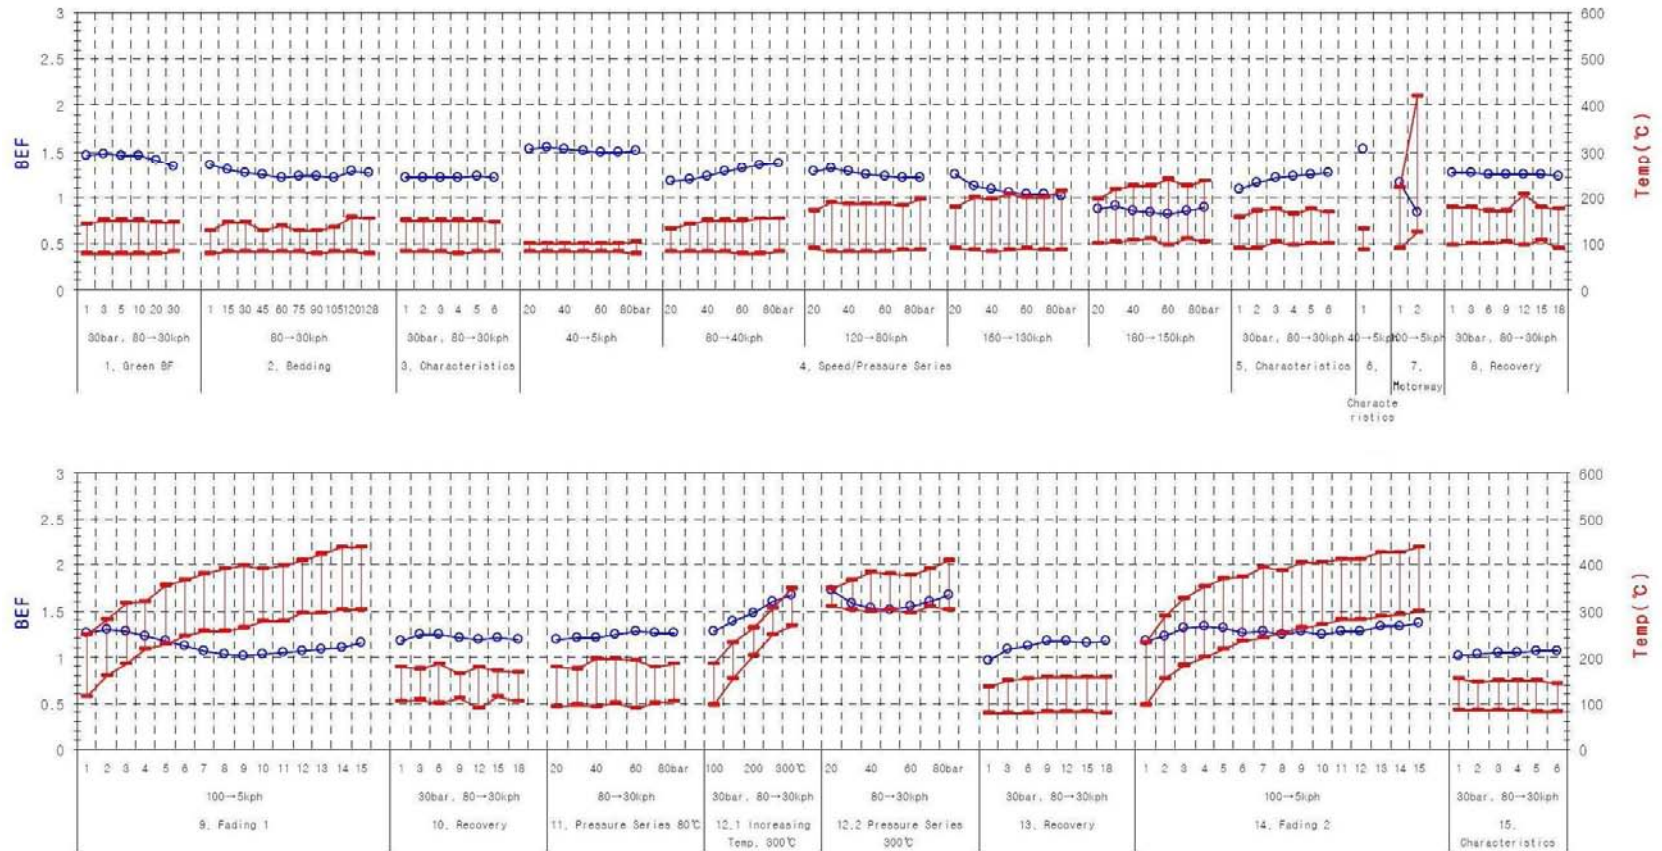 3 600
2.5 500
2 400
1.5 300
1 200
0.5 100
0 0
BEF
Temp(℃)
1 3 5 10 20 30 1 15 30 45 60 75 90 105120128 1 2 3 4 5 6 20 40 60 80bar 20 40 60 80bar 20 40 60 80bar 20 40 60 80bar 20 40 60 80bar 1 2 3 4 5 6 1 1 2 1 3 6 9 12 15 18
30bar, 80→30kph 80→30kph 30bar, 80→30kph 40→5kph 80→40kph 120→80kph 160→130kph 180→150kph 30bar, 80→30kph 40→5kph 100→5kph 30bar, 80→30kph
1, Green BF 2, Bedding 3, Characteristics 4, Speed/Pressure Series 5, Characteristics 6, 7, 8, Recovery
Motorway
Characte
ristics
3 600
2.5 500
2 400
1.5 300
1 200
0.5 100
0 0
BEF
Temp(℃)
1 2 3 4 5 6 7 8 9 10 11 12 13 14 15 1 3 6 9 12 15 18 20 40 60 80bar 100 200 300℃ 20 40 60 80bar 1 3 6 9 12 15 18 1 2 3 4 5 6 7 8 9 10 11 12 13 14 15 1 2 3 4 5 6
100→5kph 30bar, 80→30kph 80→30kph 30bar, 80→30kph 80→30kph 30bar, 80→30kph 100→5kph 30bar, 80→30kph
9, Fading 1 10, Recovery 11, Pressure Series 80℃ 12,1 Increasing 12,2 Pressure Series 13, Recovery 14, Fading 2 15,
Temp, 300℃ 300℃ Characteristics